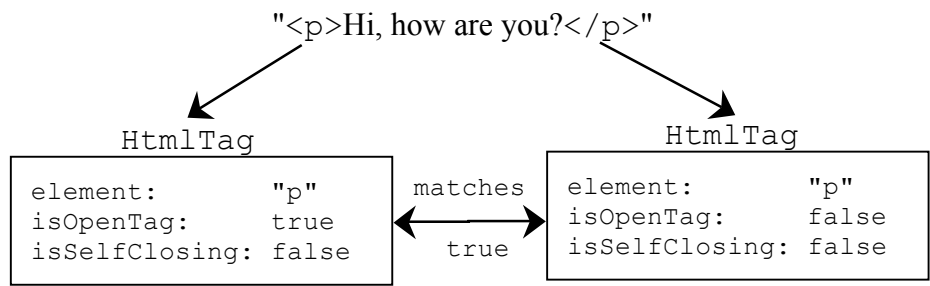 "<p>Hi, how are you?</p>"
HtmlTag
element: "p"
isOpenTag: true
isSelfClosing: false
matches
true
HtmlTag
element: "p"
isOpenTag: false
isSelfClosing: false